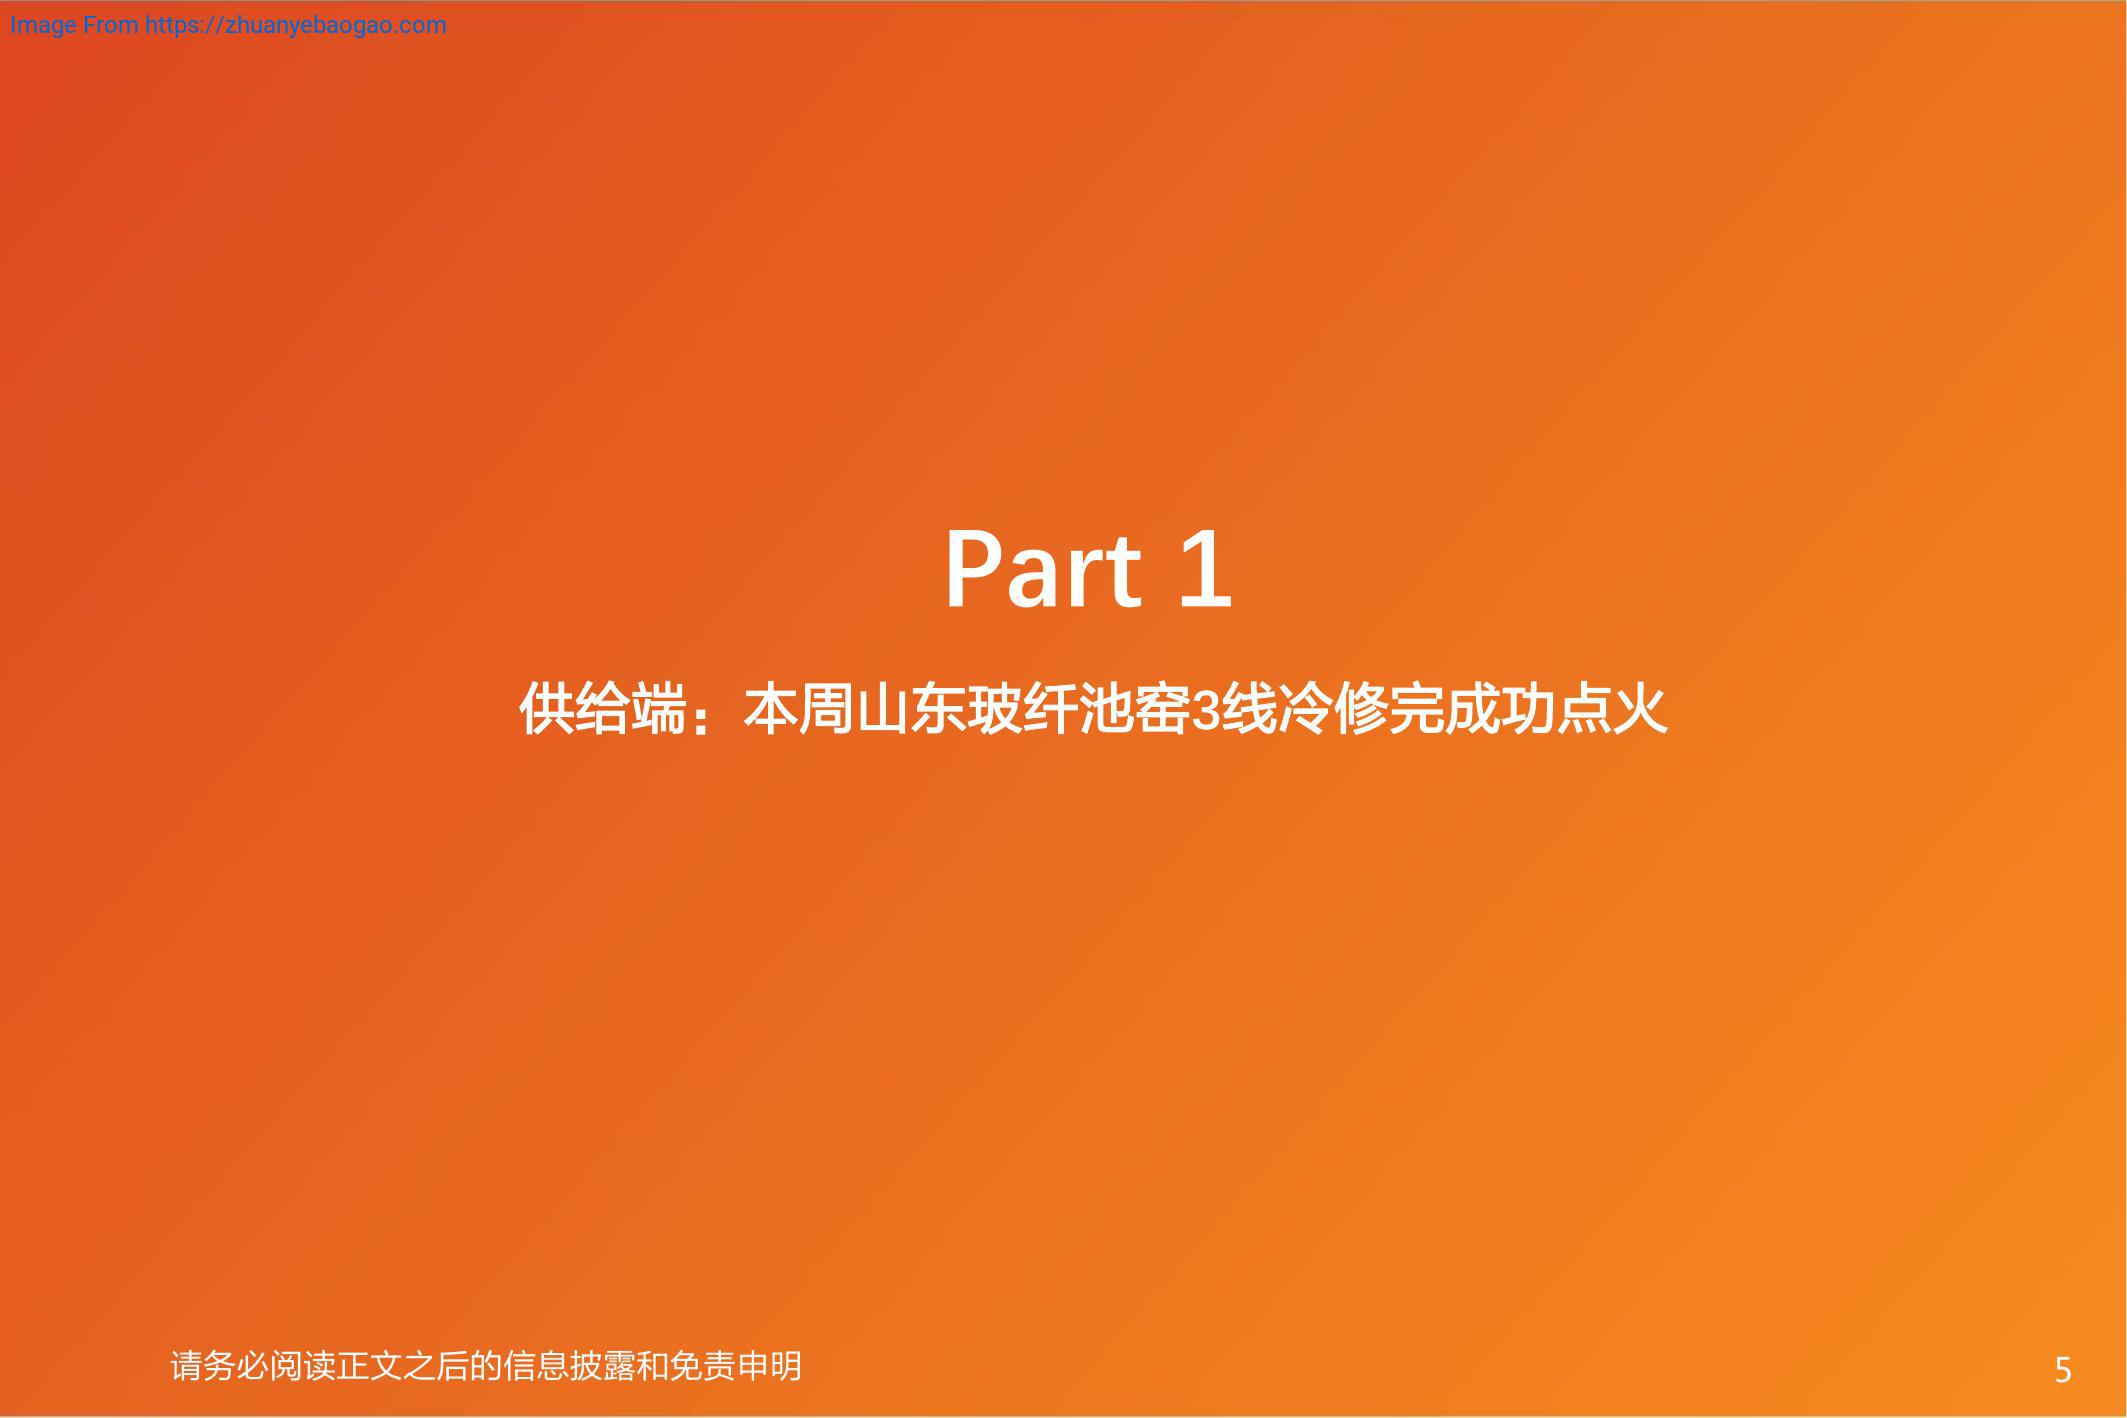 Image From https://zhuanyebaogao.com
Part 1
供给端：本周山东玻纤池窑3线冷修完成功点火
请务必阅读正文之后的信息披露和免责申明
5